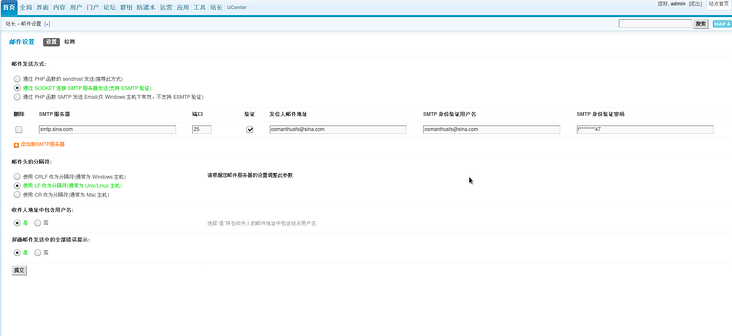 您好, admin [退出] 站点首页
首页 全局 界面 内容 用户 门户 论坛 群组 防灌水 运营 应用 工具 站长 UCenter
站长 » 邮件设置 [+] 搜索 MAP
邮件设置 设置 检测
邮件发送方式:
通过 PHP 函数的 sendmail 发送(推荐此方式)
通过 SOCKET 连接 SMTP 服务器发送(支持 ESMTP 验证)
通过 PHP 函数 SMTP 发送 Email(仅 Windows 主机下有效, 不支持 ESMTP 验证)
删除 SMTP 服务器 端口 验证 发信人邮件地址 SMTP 身份验证用户名 SMTP 身份验证密码
smtp.sina.com 25 osmanthusfs@sina.com osmanthusfs@sina.com
添加新SMTP服务器
邮件头的分隔符:
使用 CRLF 作为分隔符(通常为 Windows 主机) 请根据您邮件服务器的设置调整此参数
使用 LF 作为分隔符(通常为 Unix/Linux 主机)
使用 CR 作为分隔符(通常为 Mac 主机)
收件人地址中包含用户名:
是 否 选择"是"将在收件人的邮件地址中包含站点用户名
屏蔽邮件发送中的全部错误提示:
是 否
提交